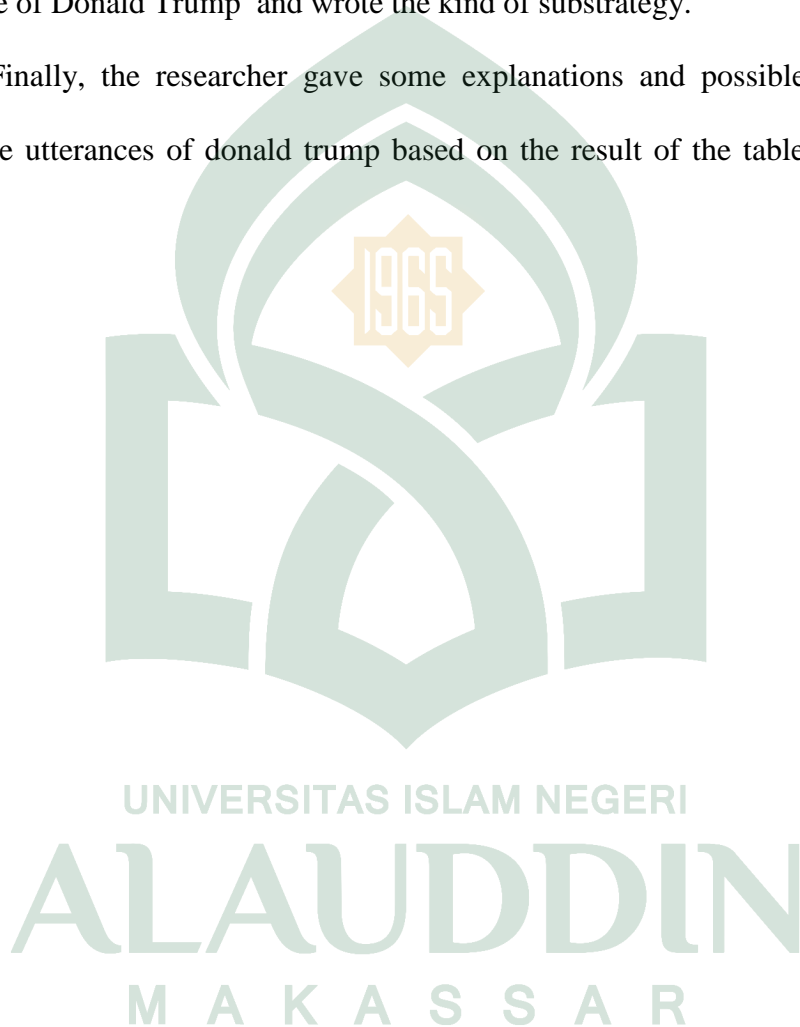 e of Donald Trump and wrote the kind of substrategy.
Finally, the researcher gave some explanations and possible
e utterances of donald trump based on the result of the table
1965
UNIVERSITAS ISLAM NEGERI
ALAUDDIN
MAKASSAR